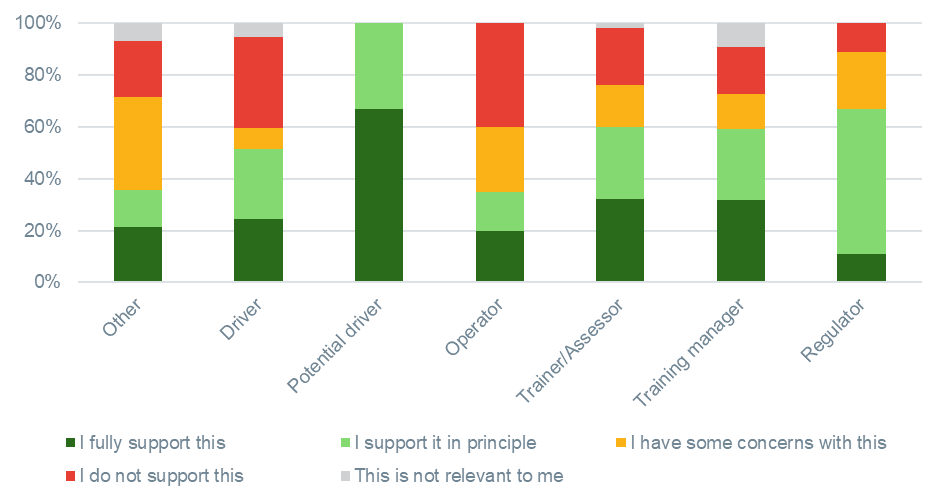 100%
80%
60%
40%
20%
0%
Other
Driver
Potential driver
Operator
Trainer/Assessor
Training manager
Regulator
I fully support this
I support it in principle
I have some concerns with this
I do not support this
This is not relevant to me